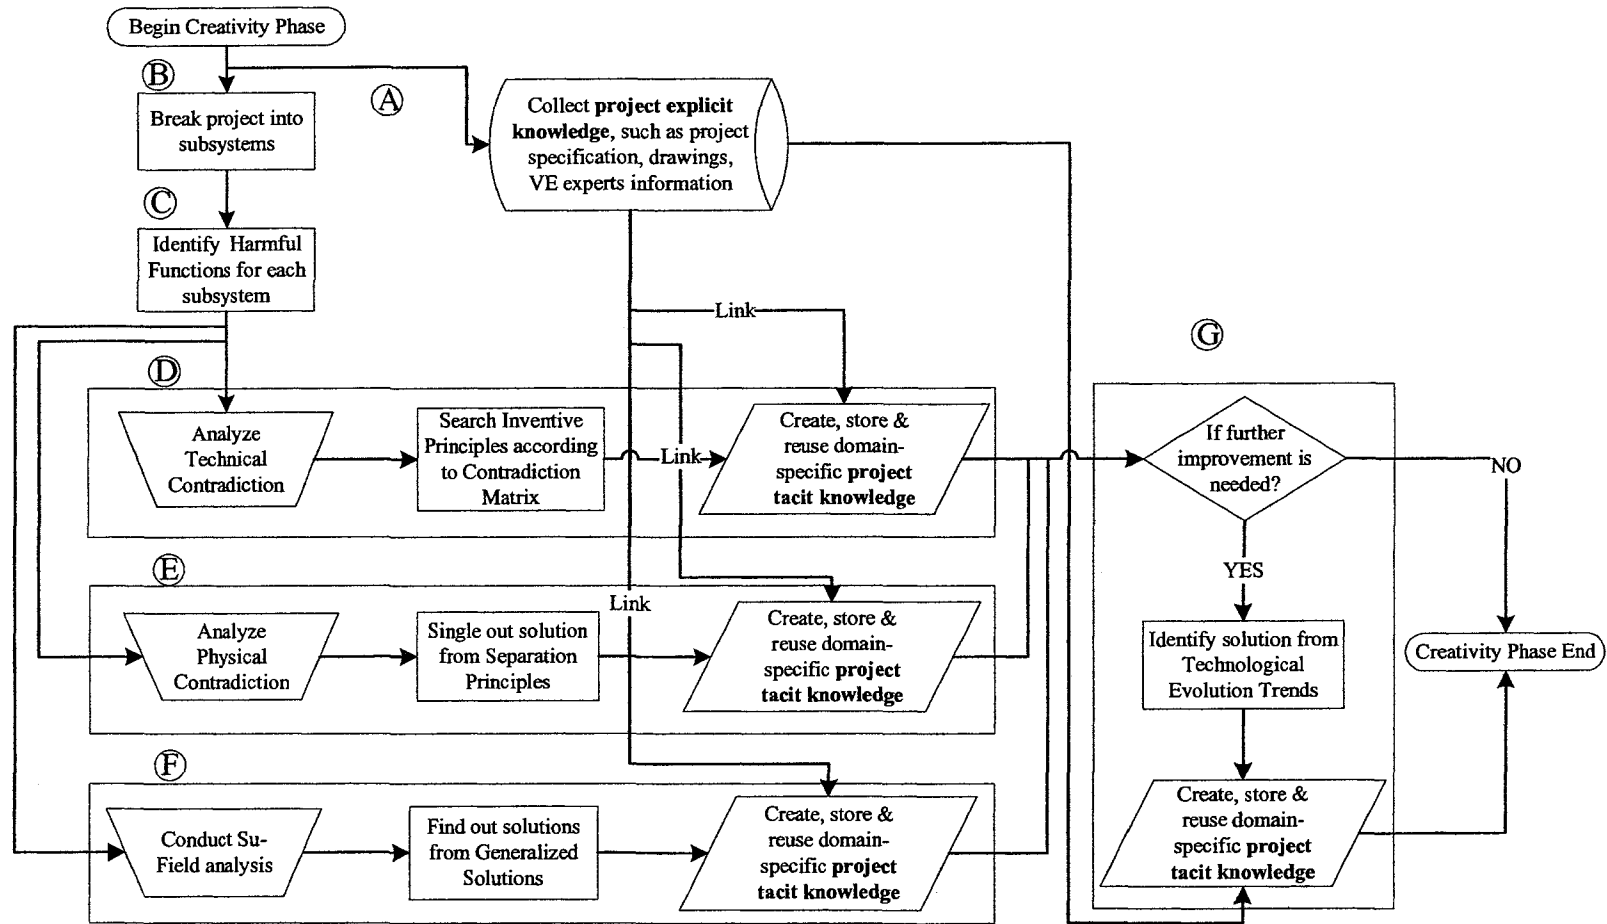 Begin Creativity Phase
B
A
Break project into
subsystems
Collect project explicit
knowledge, such as project
specification, drawings,
VE experts information
C
Identify Harmful
Functions for each
subsystem
Link
G
D
Analyze
Technical
Contradiction
Search Inventive
Principles according
to Contradiction
Matrix
Link
Create, store &
reuse domain-
specific project
tacit knowledge
If further
improvement is
needed?
NO
YES
E
Analyze
Physical
Contradiction
Single out solution
from Separation
Principles
Link
Create, store &
reuse domain-
specific project
tacit knowledge
Identify solution from
Technological
Evolution Trends
Creativity Phase End
F
Conduct Su-
Field analysis
Find out solutions
from Generalized
Solutions
Create, store &
reuse domain-
specific project
tacit knowledge
Create, store &
reuse domain-
specific project
tacit knowledge